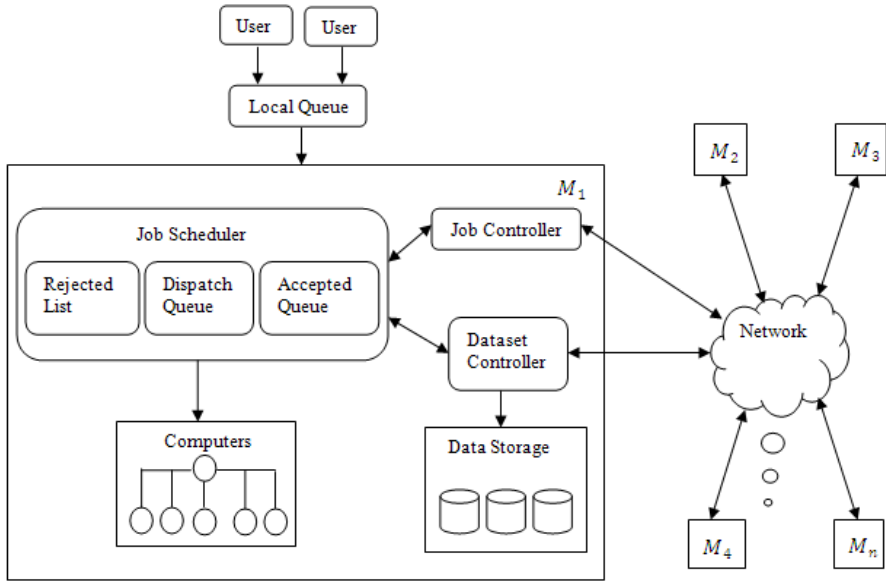 User
User
Local Queue
M₁
Job Scheduler
Rejected
List
Dispatch
Queue
Accepted
Queue
Job Controller
Dataset
Controller
Computers
Data Storage
Network
M₂
M₃
M₄
Mₙ